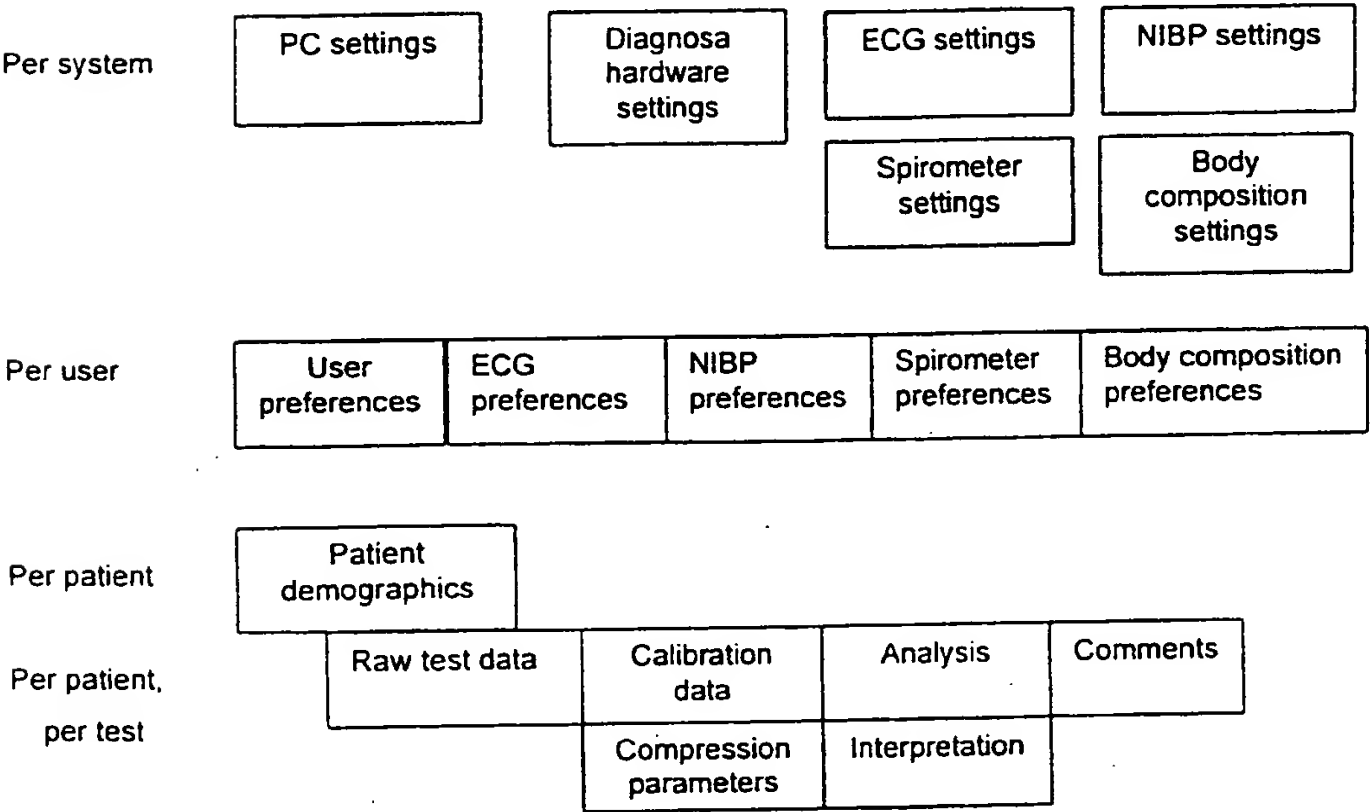 Per system
PC settings
Diagnosa
hardware
settings
ECG settings
NIBP settings
Spirometer
settings
Body
composition
settings
Per user
User
preferences
ECG
preferences
NIBP
preferences
Spirometer
preferences
Body composition
preferences
Per patient
Patient
demographics
Per patient,
per test
Raw test data
Calibration
data
Analysis
Comments
Compression
parameters
Interpretation